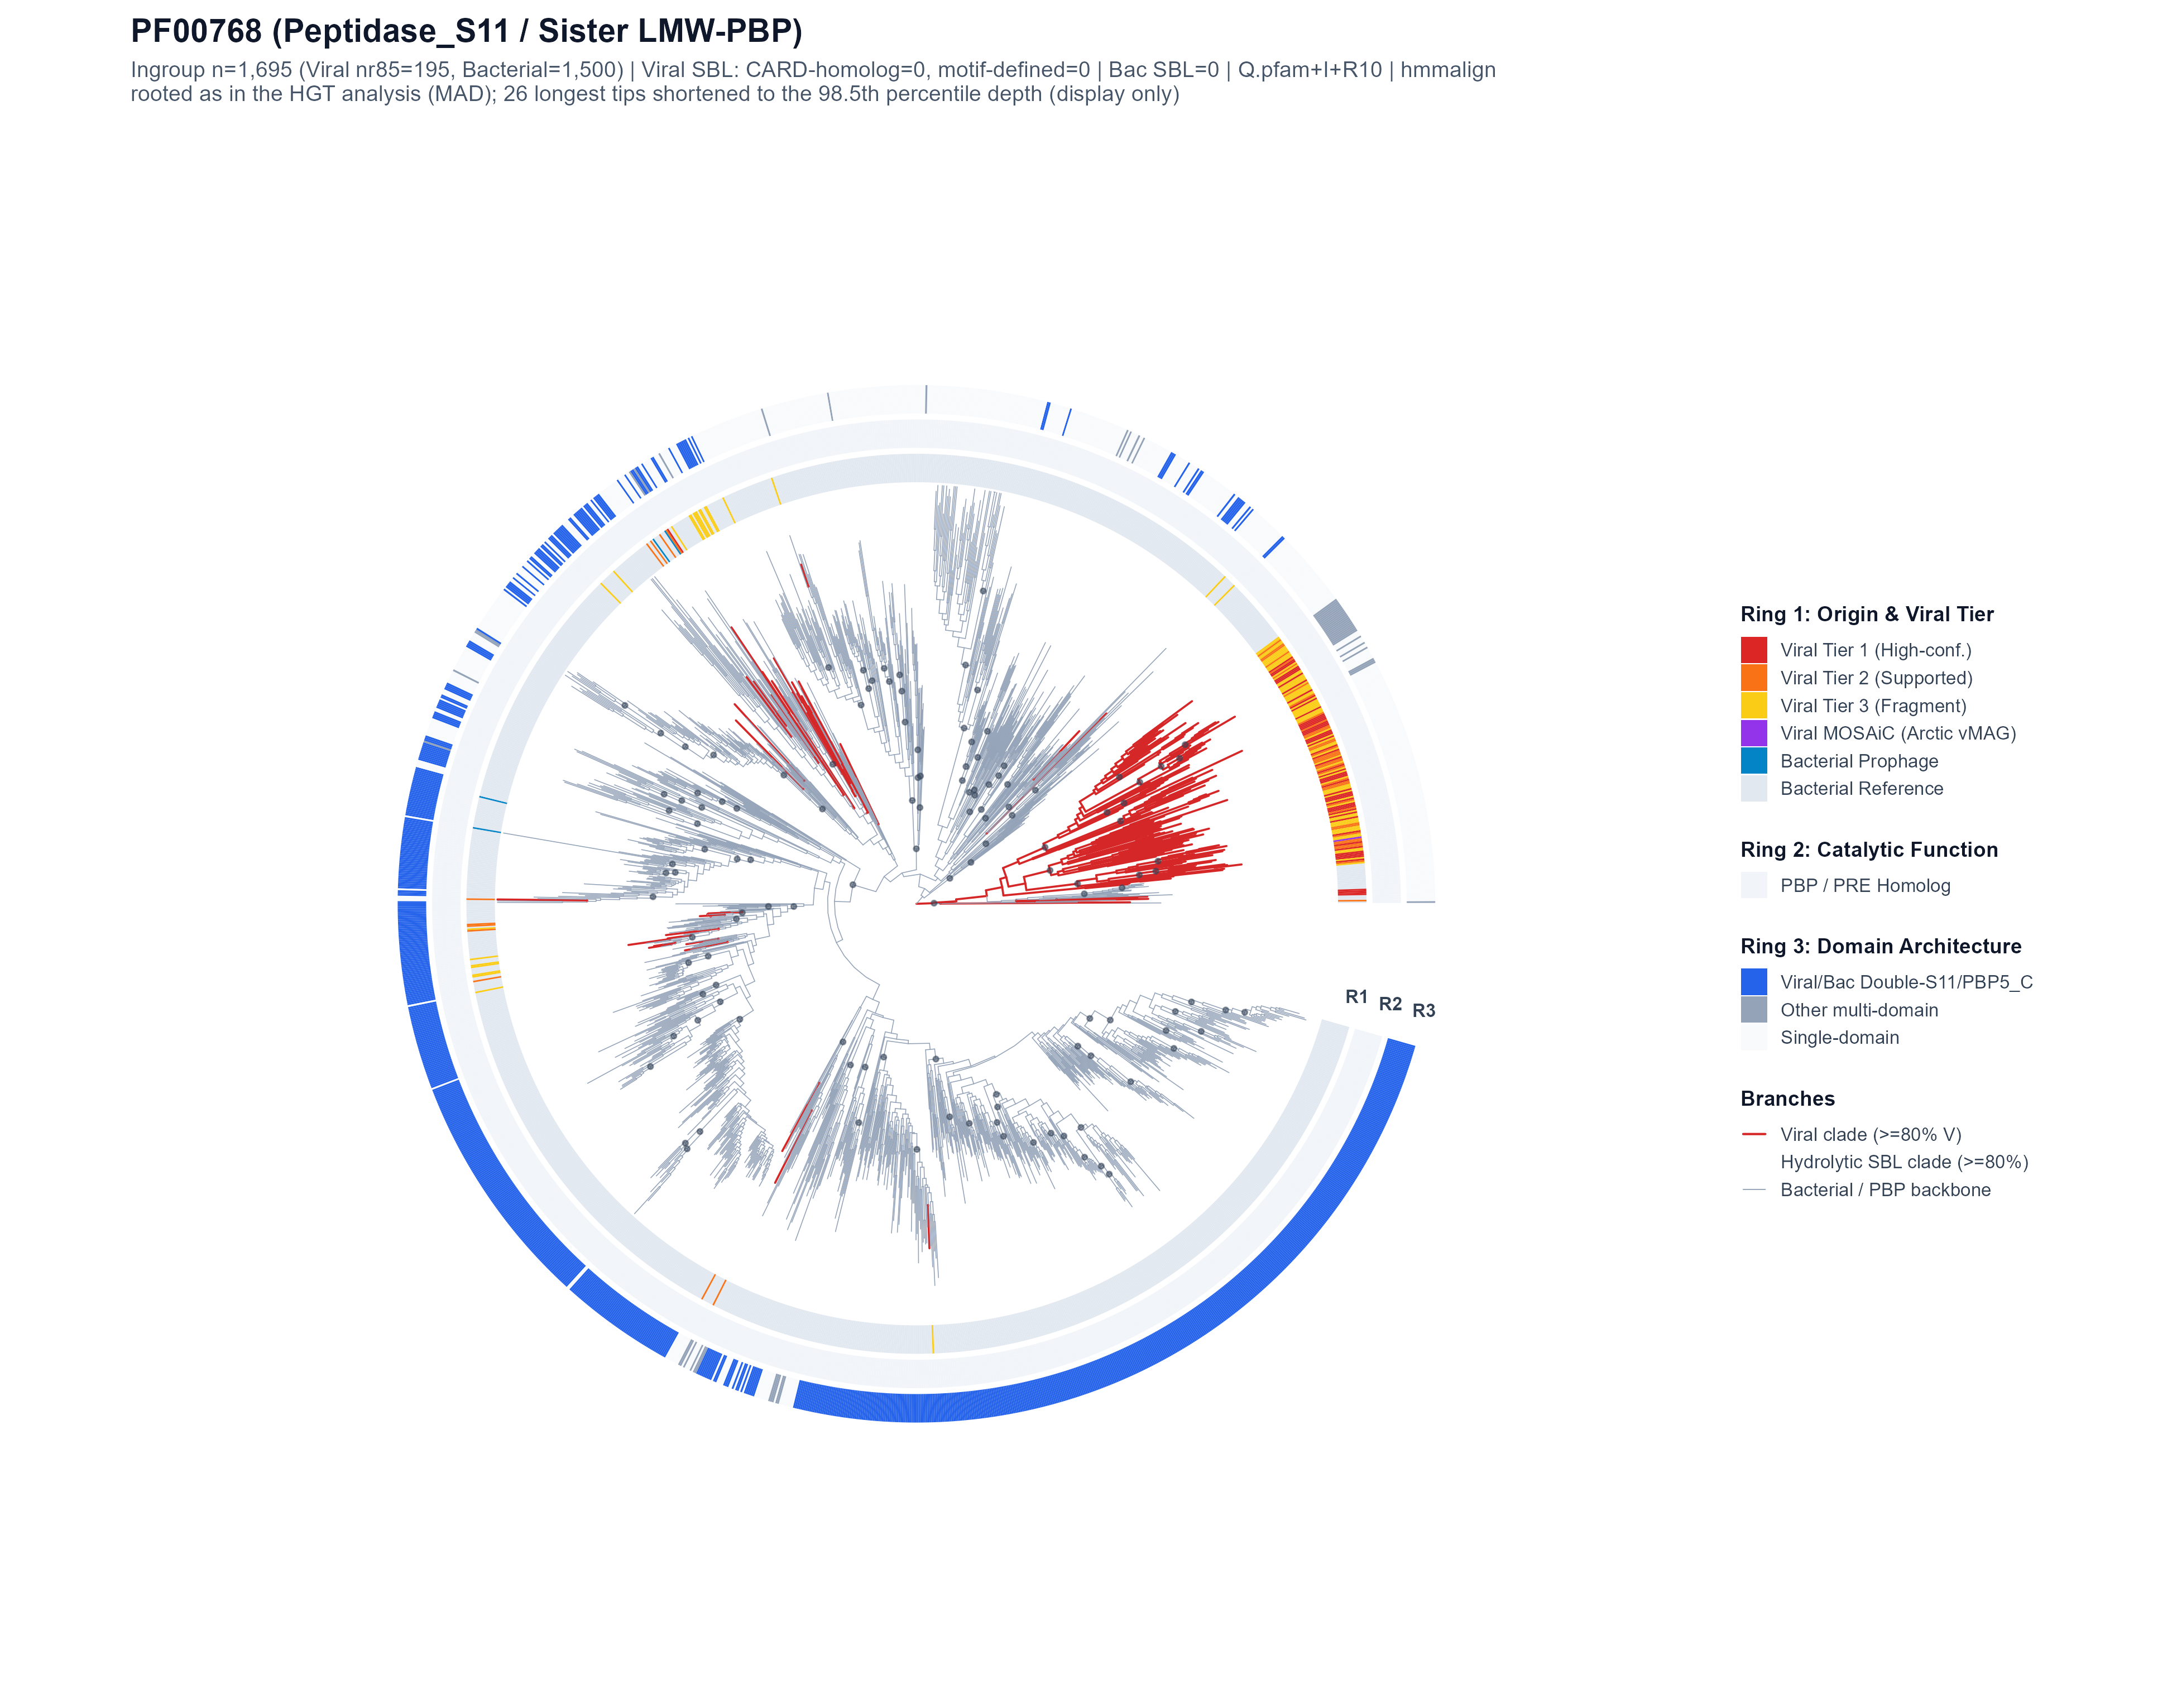 PF00768 (Peptidase_S11 / Sister LMW-PBP)
Ingroup n=1,695 (Viral nr85=195, Bacterial=1,500) | Viral SBL: CARD-homolog=0, motif-defined=0 | Bac SBL=0 | Q.pfam+I+R10 | hmmalign
rooted as in the HGT analysis (MAD); 26 longest tips shortened to the 98.5th percentile depth (display only)
Ring 1: Origin & Viral Tier
Viral Tier 1 (High-conf.)
Viral Tier 2 (Supported)
Viral Tier 3 (Fragment)
Viral MOSAiC (Arctic vMAG)
Bacterial Prophage
Bacterial Reference
Ring 2: Catalytic Function
PBP / PRE Homolog
Ring 3: Domain Architecture
Viral/Bac Double-S11/PBP5_C
Other multi-domain
Single-domain
Branches
Viral clade (>=80% V)
Hydrolytic SBL clade (>=80%)
Bacterial / PBP backbone
R1 R2 R3